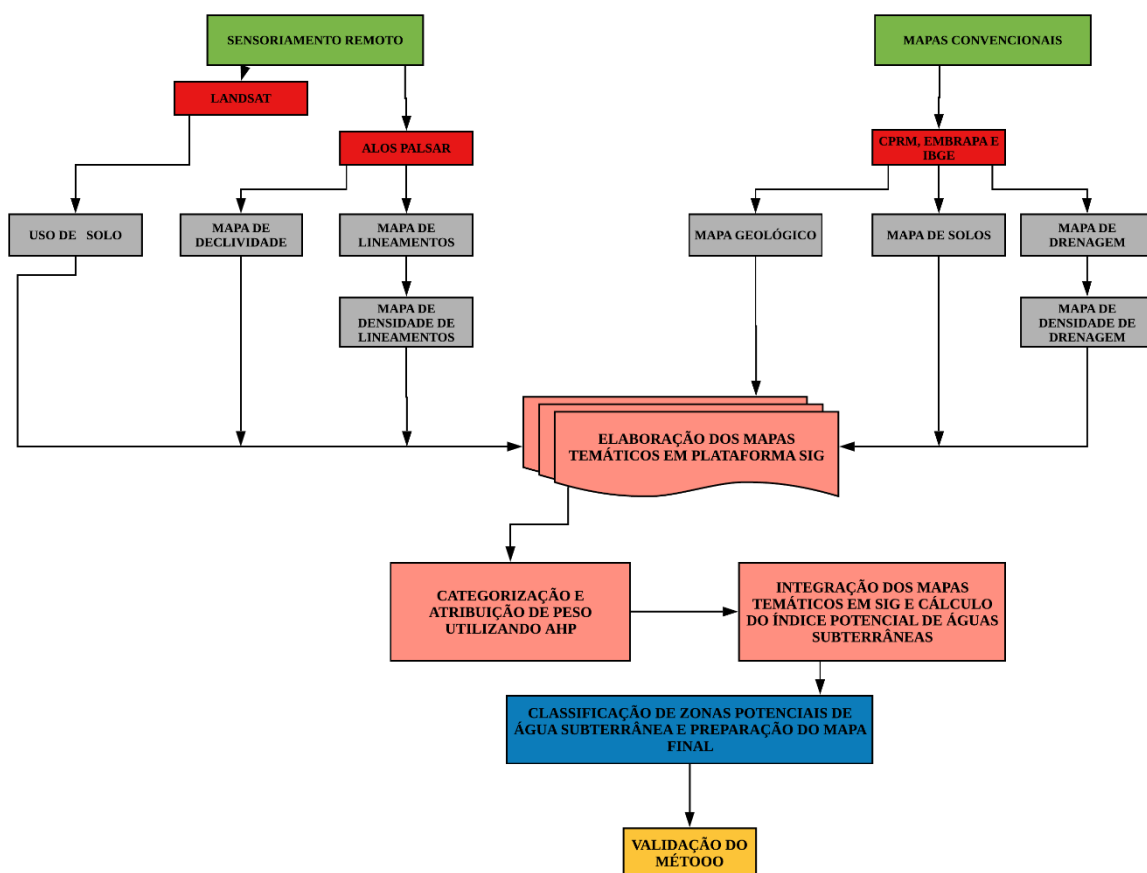 SENSORIAMENTO REMOTO
MAPAS CONVENCIONAIS
LANDSAT
ALOS PALSAR
CPRM, EMBRAPA E
IBGE
USO DE SOLO
MAPA DE
DECLIVIDADE
MAPA DE
LINEAMENTOS
MAPA GEOLÓGICO
MAPA DE SOLOS
MAPA DE
DRENAGEM
MAPA DE
DENSIDADE DE
LINEAMENTOS
MAPA DE
DENSIDADE DE
DRENAGEM
ELABORAÇÃO DOS MAPAS
TEMÁTICOS EM PLATAFORMA SIG
CATEGORIZAÇÃO E
ATRIBUIÇÃO DE PESO
UTILIZANDO AHP
INTEGRAÇÃO DOS MAPAS
TEMÁTICOS EM SIG E CÁLCULO
DO ÍNDICE POTENCIAL DE ÁGUAS
SUBTERRÂNEAS
CLASSIFICAÇÃO DE ZONAS POTENCIAIS DE
ÁGUA SUBTERRÂNEA E PREPARAÇÃO DO MAPA
FINAL
VALIDAÇÃO DO
MÉTOOO